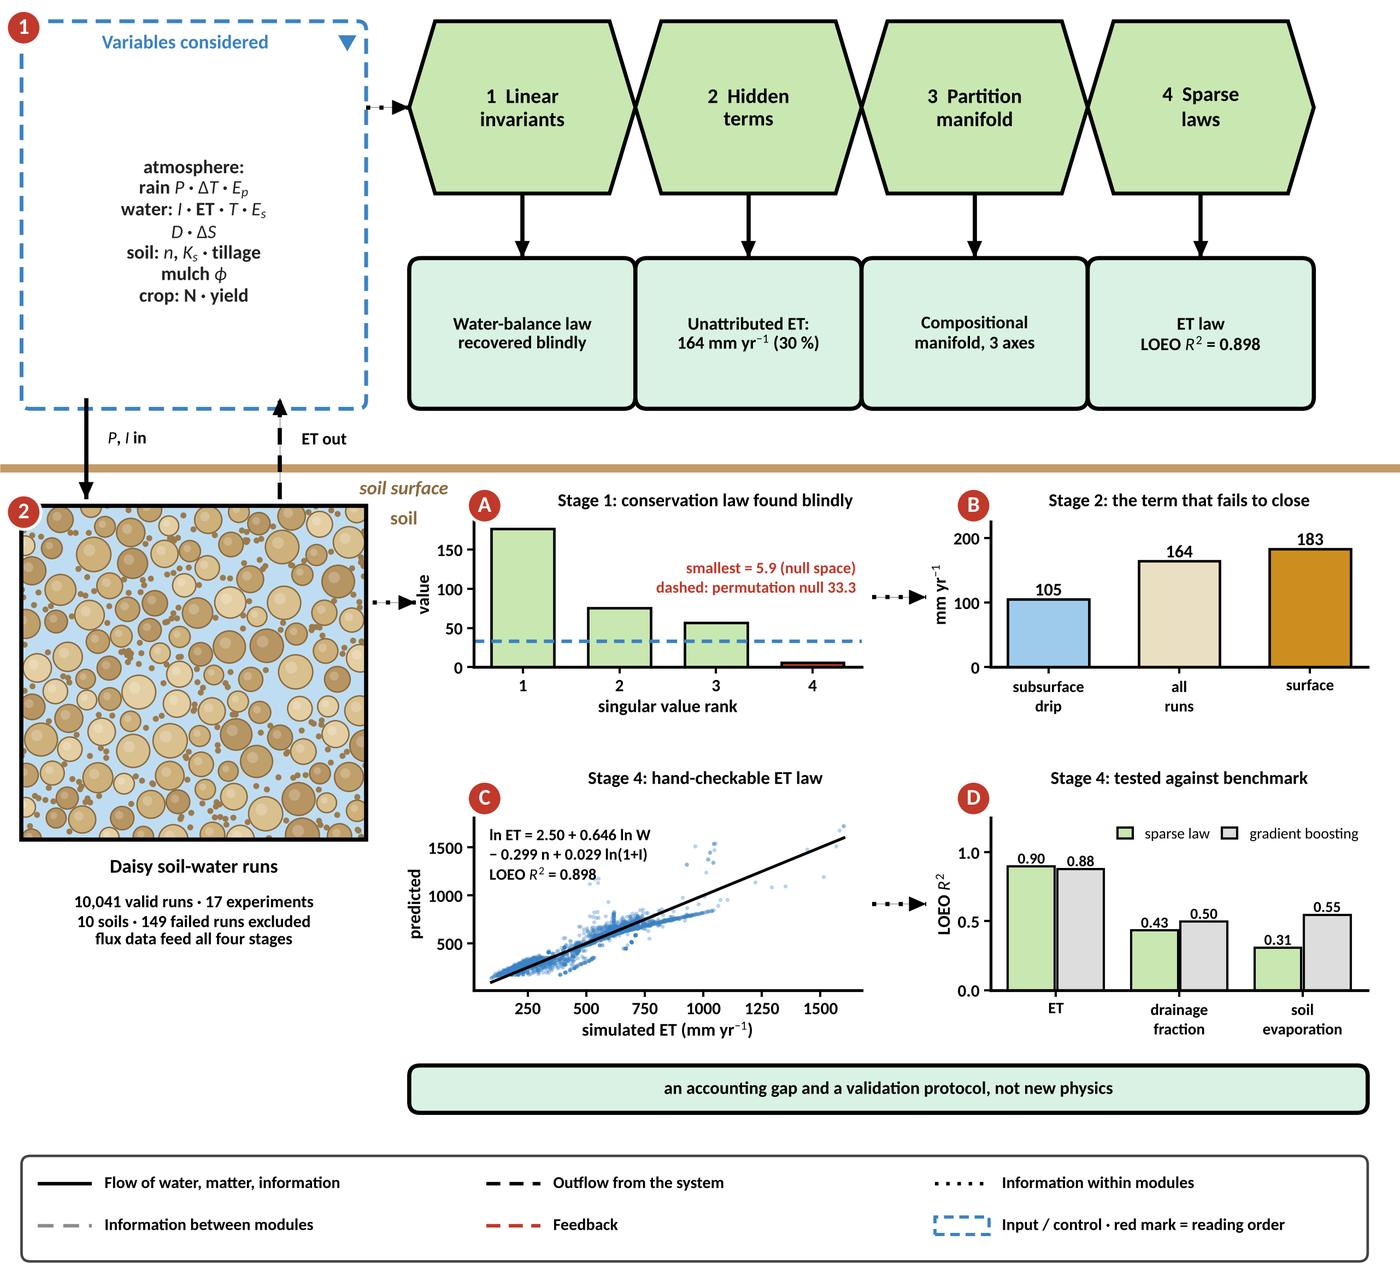 1
Variables considered
atmosphere:
rain P · ΔT · Eₚ
water: I · ET · T · Eₛ
D · ΔS
soil: n, Kₛ · tillage
mulch ϕ
crop: N · yield
1 Linear
invariants
2 Hidden
terms
3 Partition
manifold
4 Sparse
laws
Water-balance law
recovered blindly
Unattributed ET:
164 mm yr⁻¹ (30 %)
Compositional
manifold, 3 axes
ET law
LOEO R² = 0.898
P, I in
ET out
soil surface
soil
2
Daisy soil-water runs
10,041 valid runs · 17 experiments
10 soils · 149 failed runs excluded
flux data feed all four stages
A
Stage 1: conservation law found blindly
value
150
100
50
0
smallest = 5.9 (null space)
dashed: permutation null 33.3
1 2 3 4
singular value rank
B
Stage 2: the term that fails to close
mm yr⁻¹
200
100
0
105
164
183
subsurface
drip
all
runs
surface
C
Stage 4: hand-checkable ET law
ln ET = 2.50 + 0.646 ln W
− 0.299 n + 0.029 ln(1+I)
LOEO R² = 0.898
predicted
1500
1000
500
250 500 750 1000 1250 1500
simulated ET (mm yr⁻¹)
D
Stage 4: tested against benchmark
sparse law
gradient boosting
LOEO R²
1.0
0.5
0.0
0.90 0.88
0.43 0.50
0.31 0.55
ET
drainage
fraction
soil
evaporation
an accounting gap and a validation protocol, not new physics
Flow of water, matter, information
Outflow from the system
Information within modules
Information between modules
Feedback
Input / control · red mark = reading order